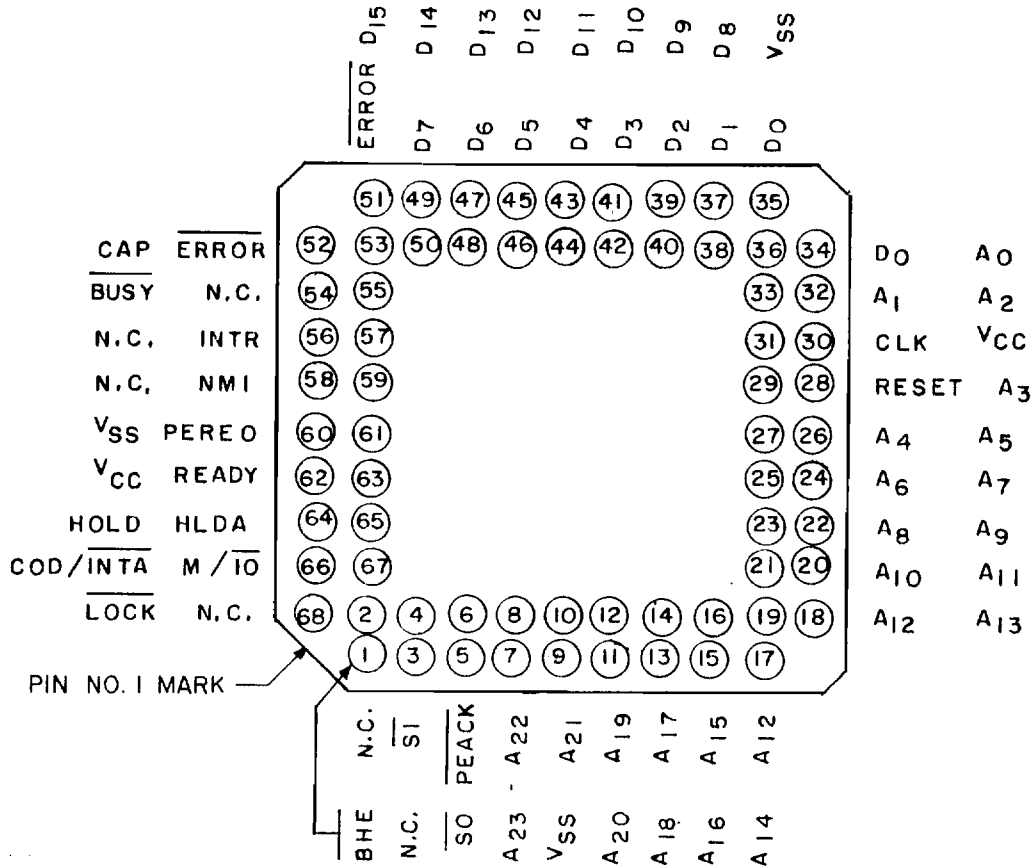 D15 D14 D13 D12 D11 D10 D9 D8 VSS
ERROR D7 D6 D5 D4 D3 D2 D1 D0
51 49 47 45 43 41 39 37 35
CAP ERROR 52 53 50 48 46 44 42 40 38 36 34 D0 A0
BUSY N.C. 54 55 33 32 A1 A2
N.C. INTR 56 57 31 30 CLK VCC
N.C. NMI 58 59 29 28 RESET A3
VSS PEREO 60 61 27 26 A4 A5
VCC READY 62 63 25 24 A6 A7
HOLD HLDA 64 65 23 22 A8 A9
COD/INTA M/IO 66 67 21 20 A10 A11
LOCK N.C. 68 2 4 6 8 10 12 14 16 19 18 A12 A13
1 3 5 7 9 11 13 15 17
PIN NO. 1 MARK
N.C. S1 PEACK A22 A21 A19 A17 A15 A12
BHE N.C. S0 A23 VSS A20 A18 A16 A14